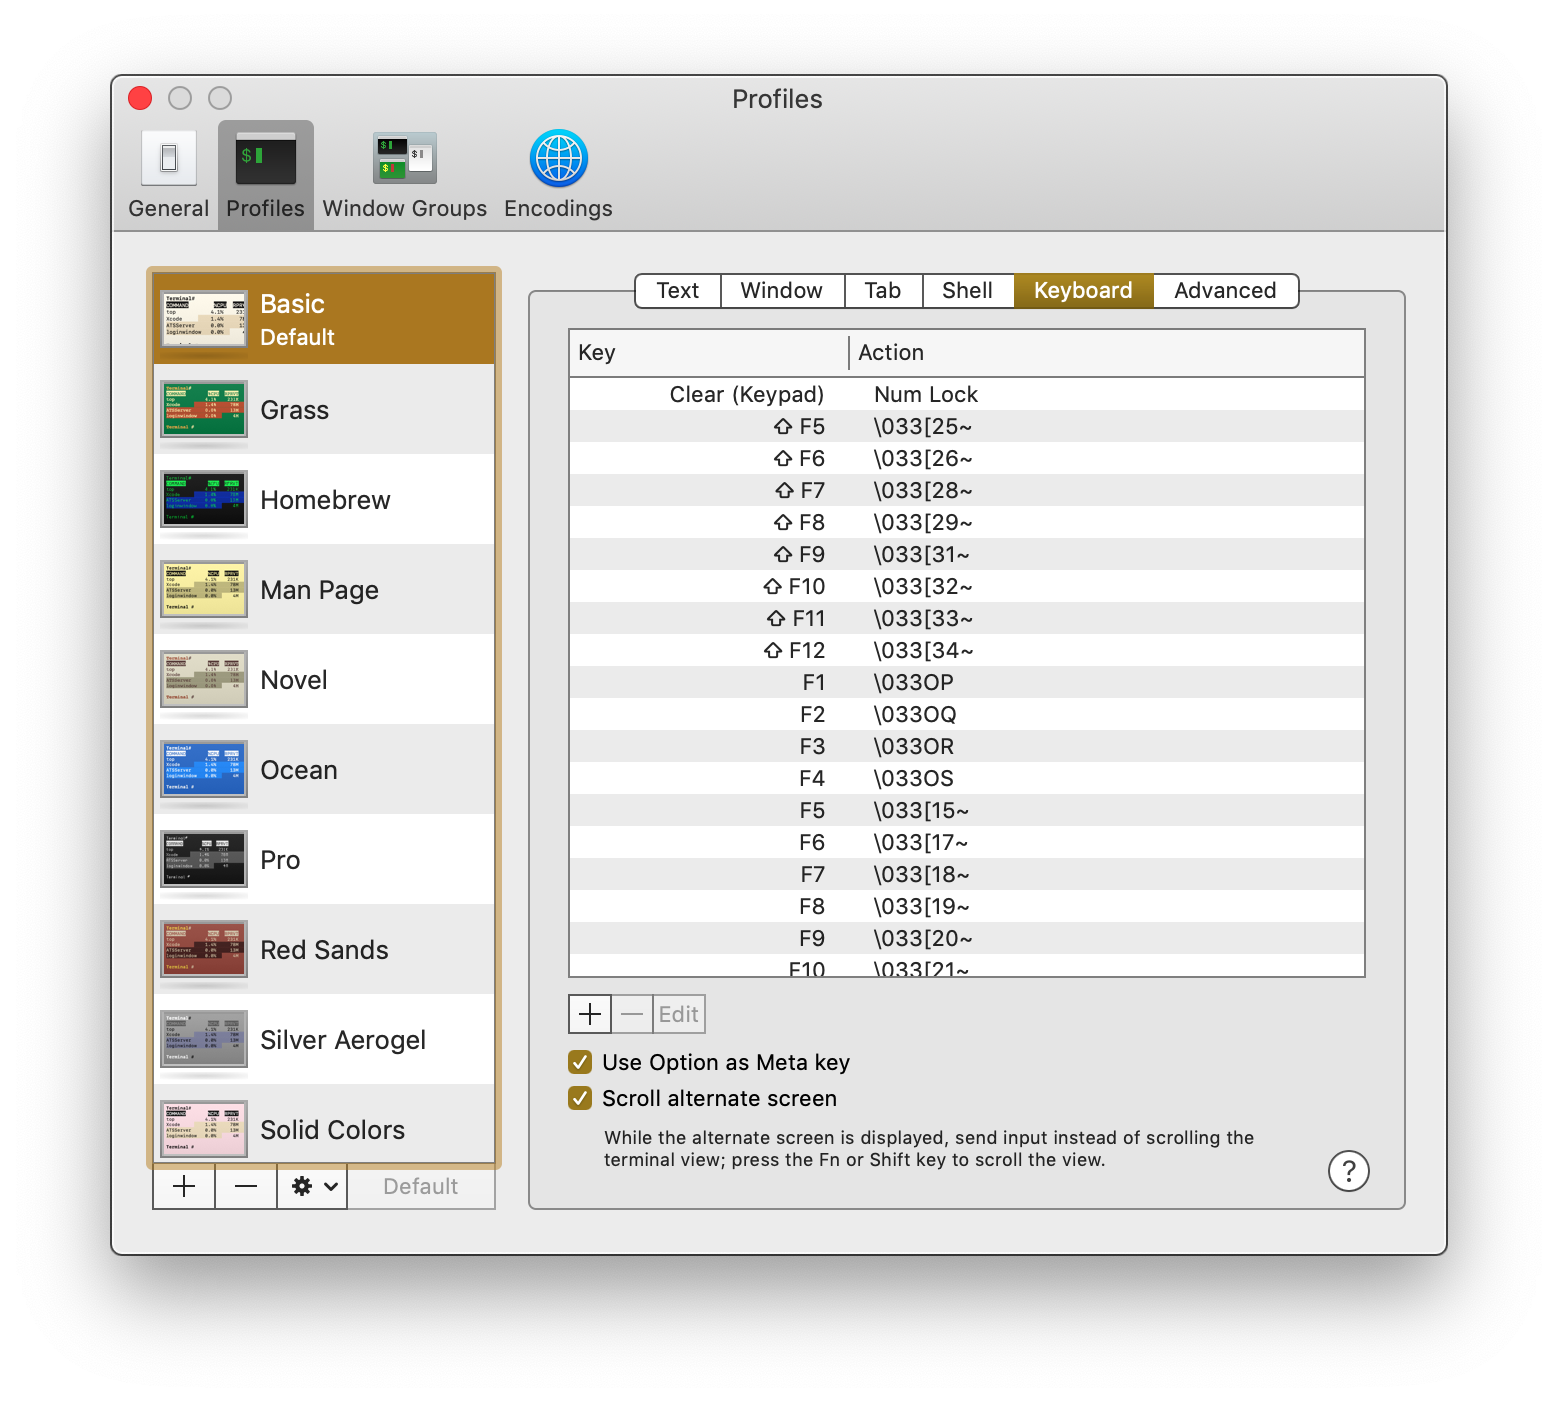 Profiles
General
Profiles
Window Groups
Encodings
Basic
Default
Grass
Homebrew
Man Page
Novel
Ocean
Pro
Red Sands
Silver Aerogel
Solid Colors
Default
Text
Window
Tab
Shell
Keyboard
Advanced
Key Action
Clear (Keypad) Num Lock
⇧ F5 \033[25~
⇧ F6 \033[26~
⇧ F7 \033[28~
⇧ F8 \033[29~
⇧ F9 \033[31~
⇧ F10 \033[32~
⇧ F11 \033[33~
⇧ F12 \033[34~
F1 \033OP
F2 \033OQ
F3 \033OR
F4 \033OS
F5 \033[15~
F6 \033[17~
F7 \033[18~
F8 \033[19~
F9 \033[20~
F10 \033[21~
Edit
Use Option as Meta key
Scroll alternate screen
While the alternate screen is displayed, send input instead of scrolling the
terminal view; press the Fn or Shift key to scroll the view.
?